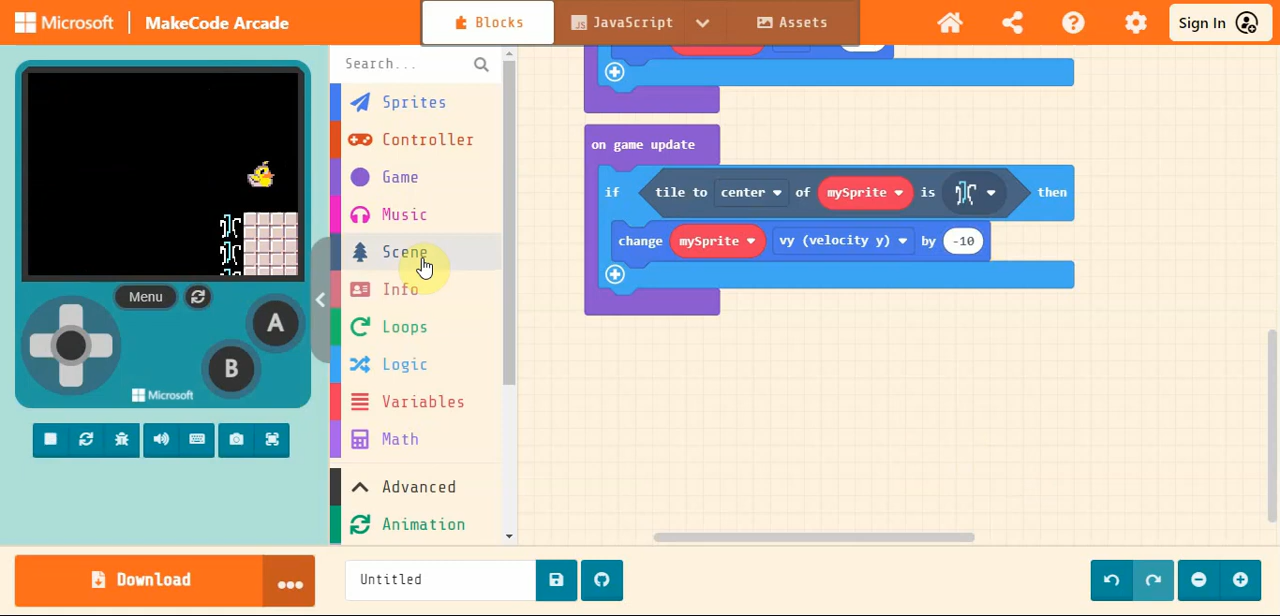 Microsoft
MakeCode Arcade
Blocks
JavaScript
Assets
Sign In
Search...
Sprites
Controller
Game
Music
Scene
Info
Loops
Logic
Variables
Math
Advanced
Animation
Menu
A
B
Microsoft
on game update
if tile to center of mySprite is then
change mySprite vy (velocity y) by -10
Download
Untitled